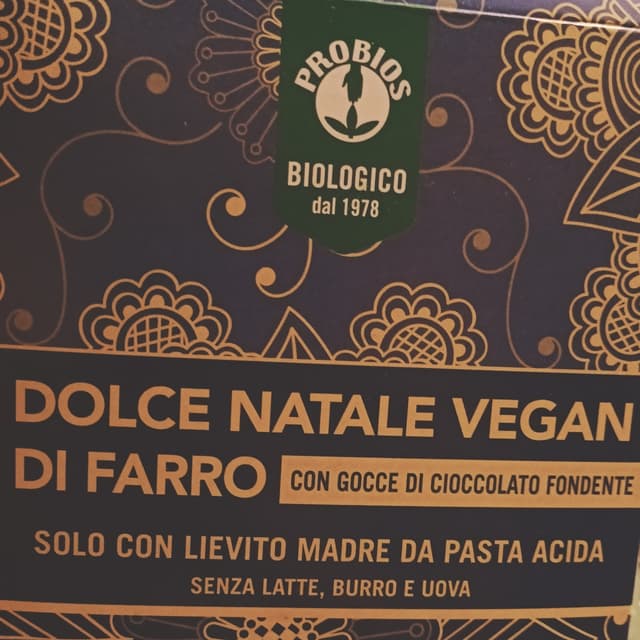 PROBIOS
BIOLOGICO
dal 1978
DOLCE NATALE VEGAN
DI FARRO CON GOCCE DI CIOCCOLATO FONDENTE
SOLO CON LIEVITO MADRE DA PASTA ACIDA
SENZA LATTE, BURRO E UOVA